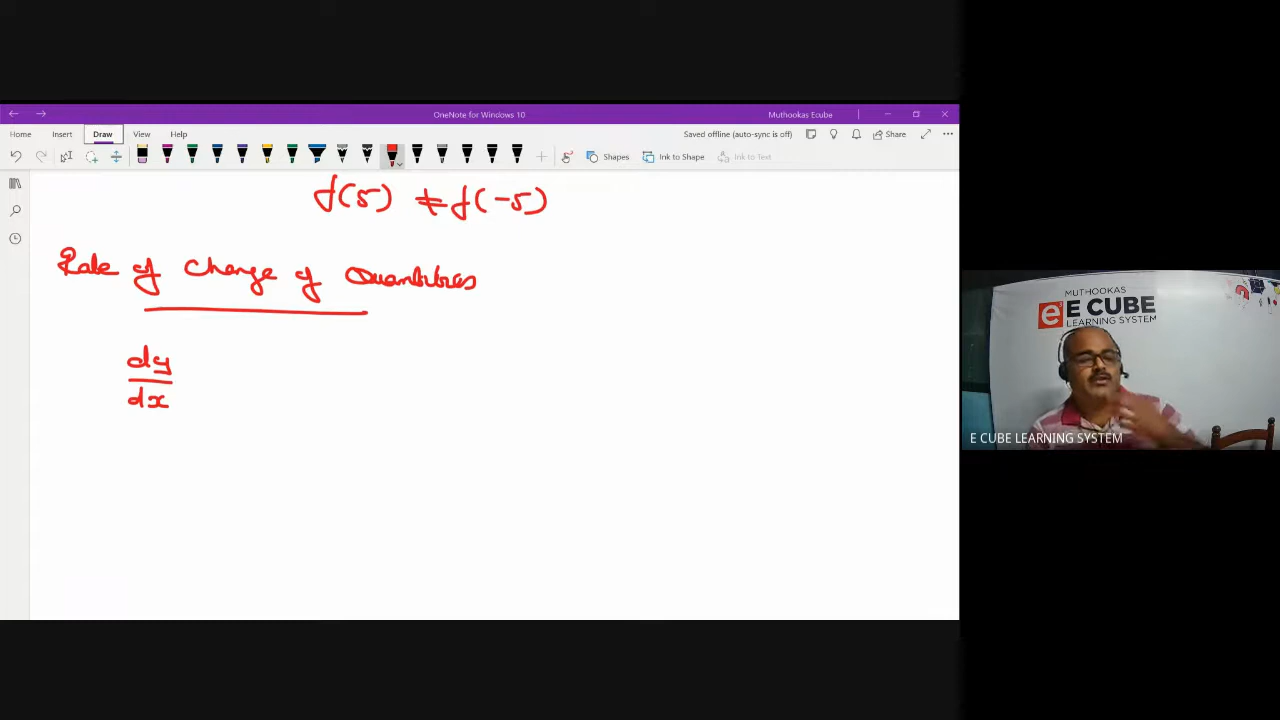 OneNote for Windows 10
Muthookas Ecube
Home Insert Draw View Help
Saved offline (auto-sync is off) Share
Shapes Ink to Shape Ink to Text
f(5) ≠ f(-5)
Rate of Change of Quantities
dy
dx
MUTHOOKAS
e E CUBE
LEARNING SYSTEM
E CUBE LEARNING SYSTEM